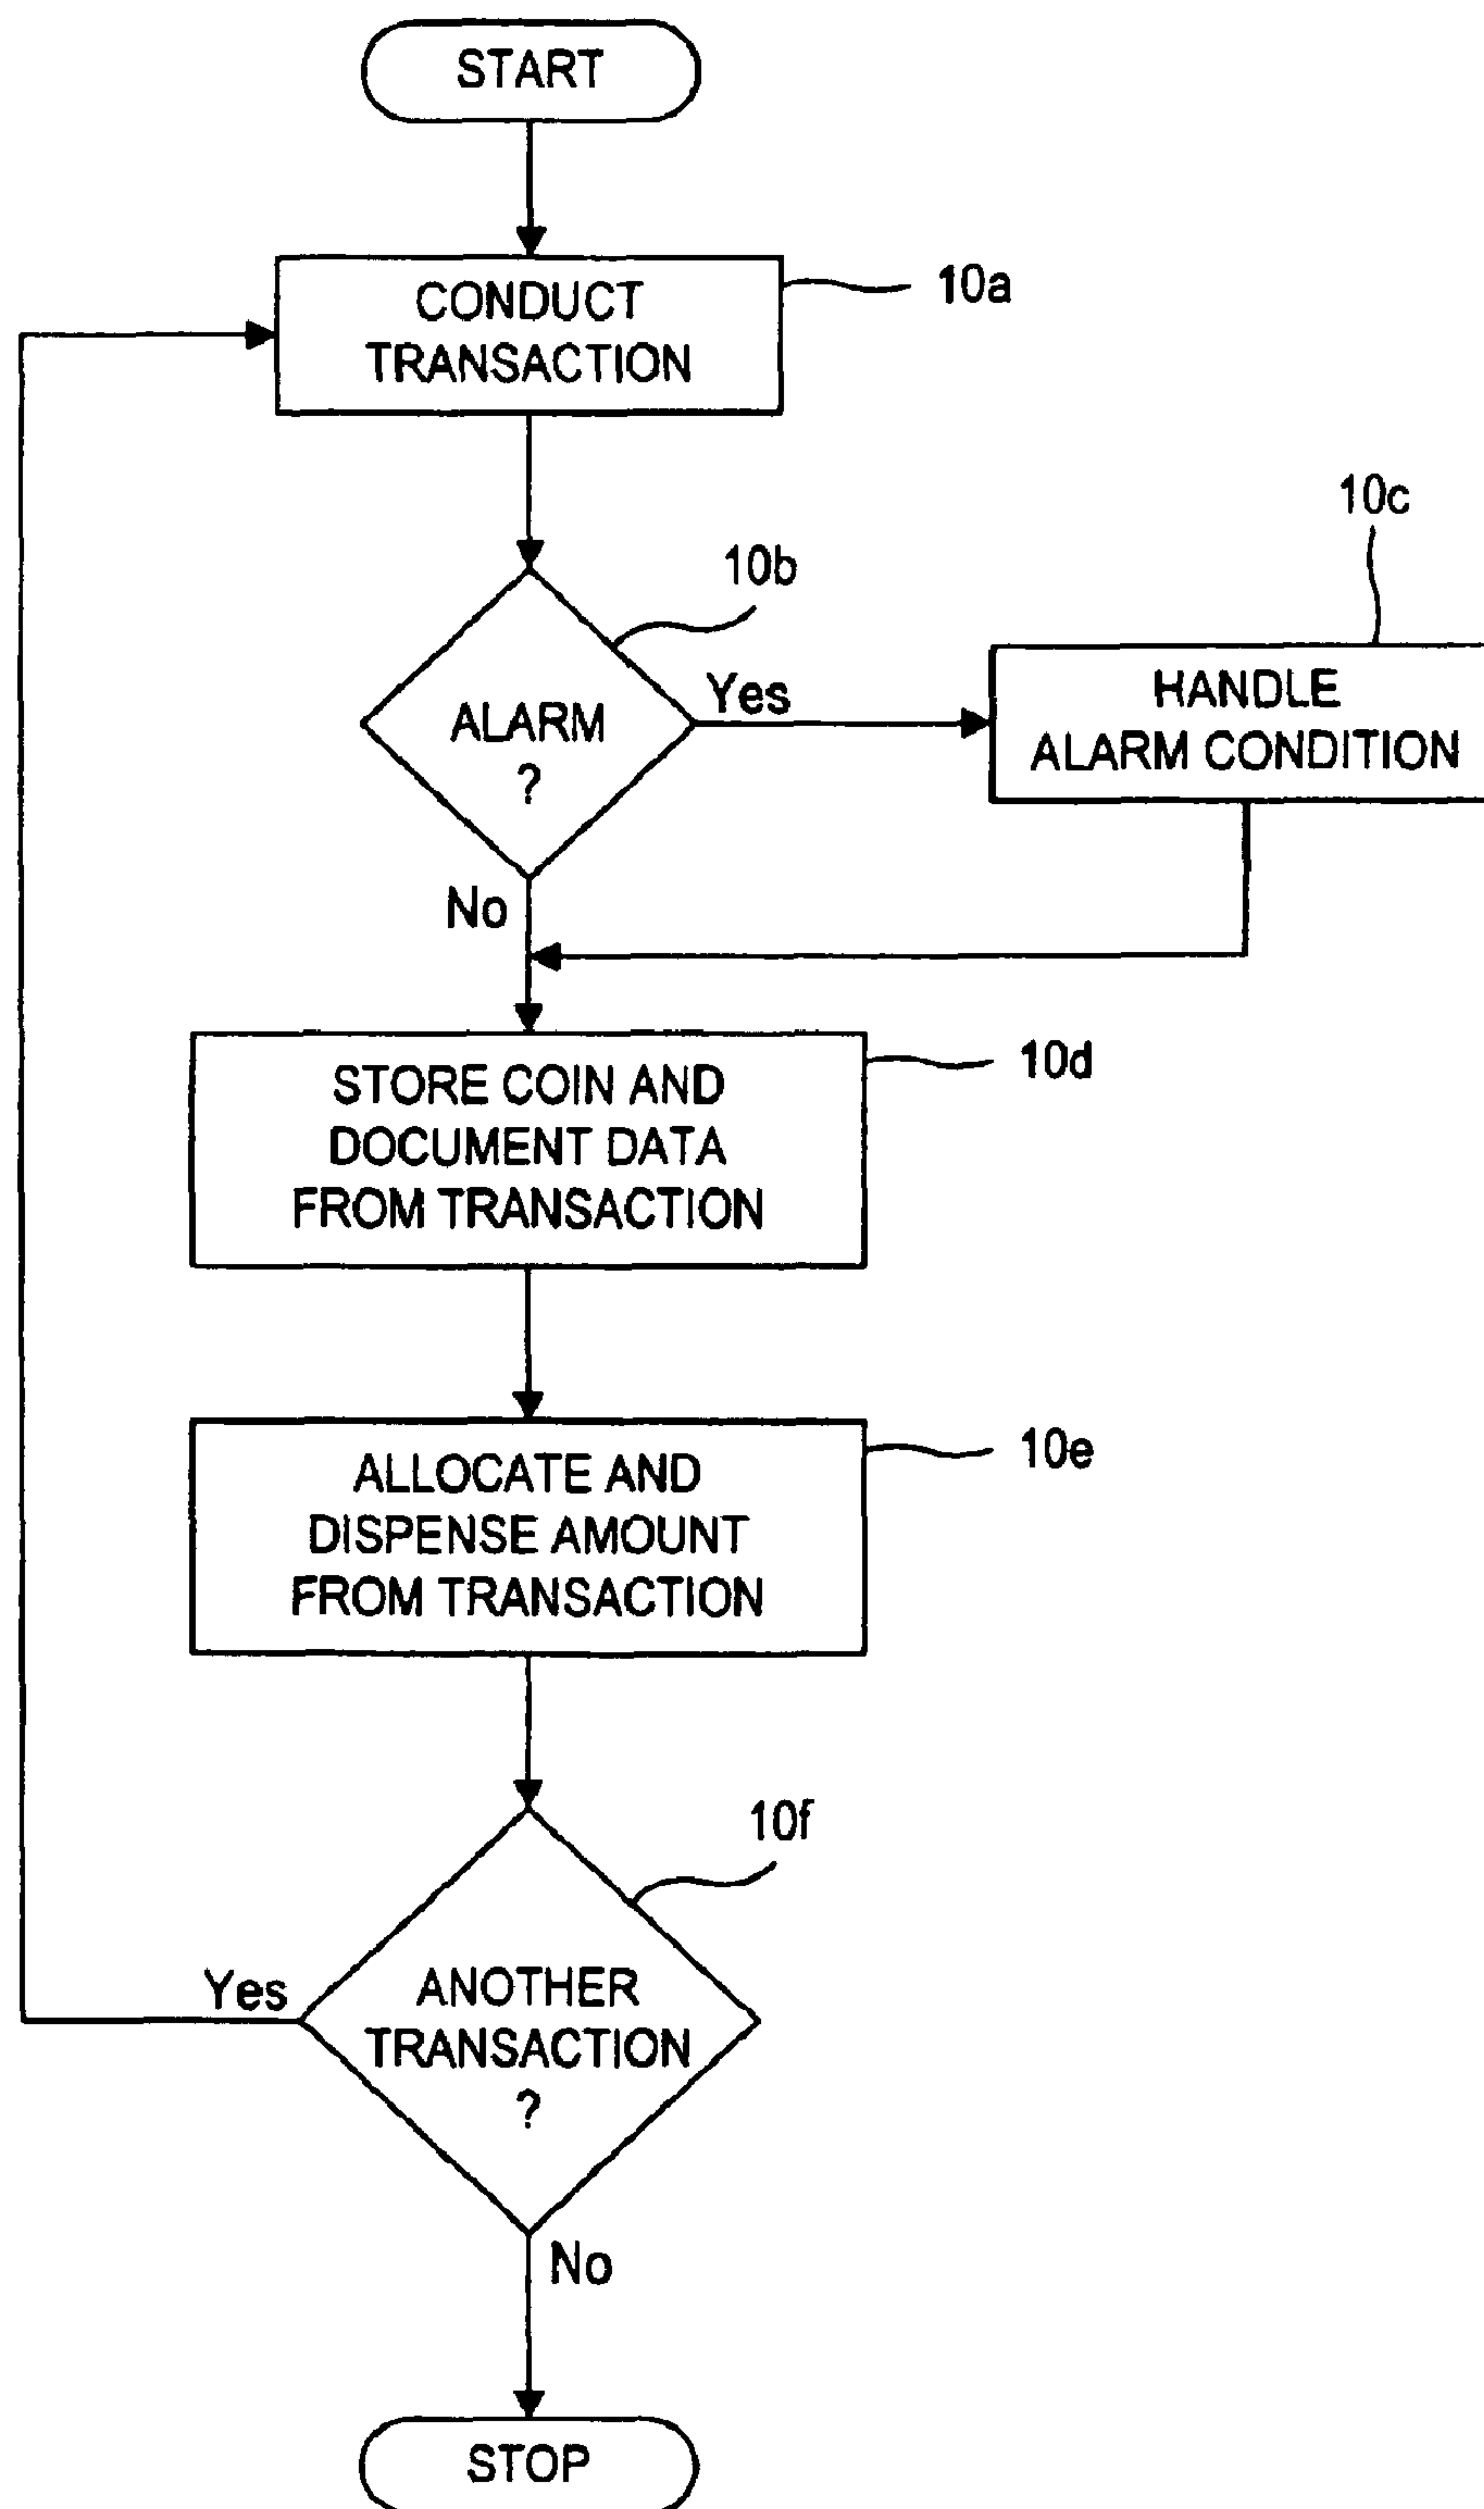 START
CONDUCT
TRANSACTION
10a
10b
10c
ALARM
?
Yes
HANDLE
ALARM CONDITION
No
STORE COIN AND
DOCUMENT DATA
FROM TRANSACTION
10d
ALLOCATE AND
DISPENSE AMOUNT
FROM TRANSACTION
10e
10f
ANOTHER
TRANSACTION
?
Yes
No
STOP